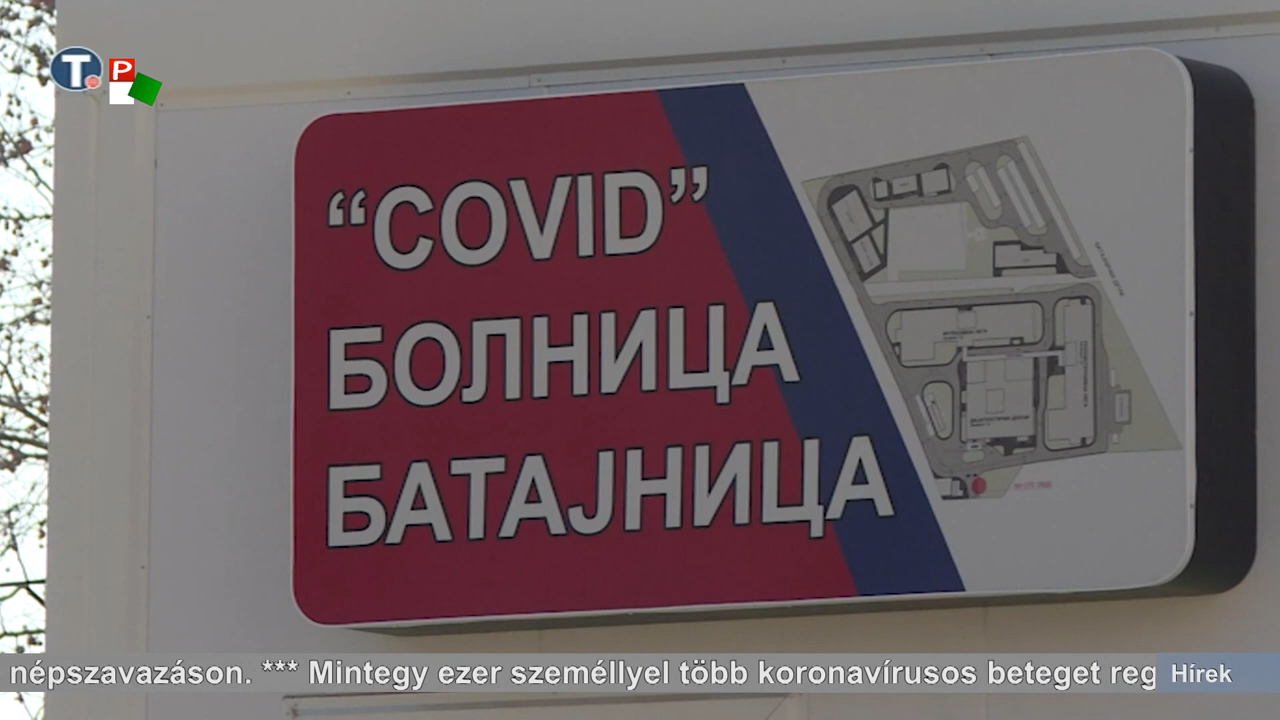 T.
P
“COVID”
БОЛНИЦА
БАТАЈНИЦА
népszavazáson. *** Mintegy ezer személlyel több koronavírusos beteget reg
Hírek